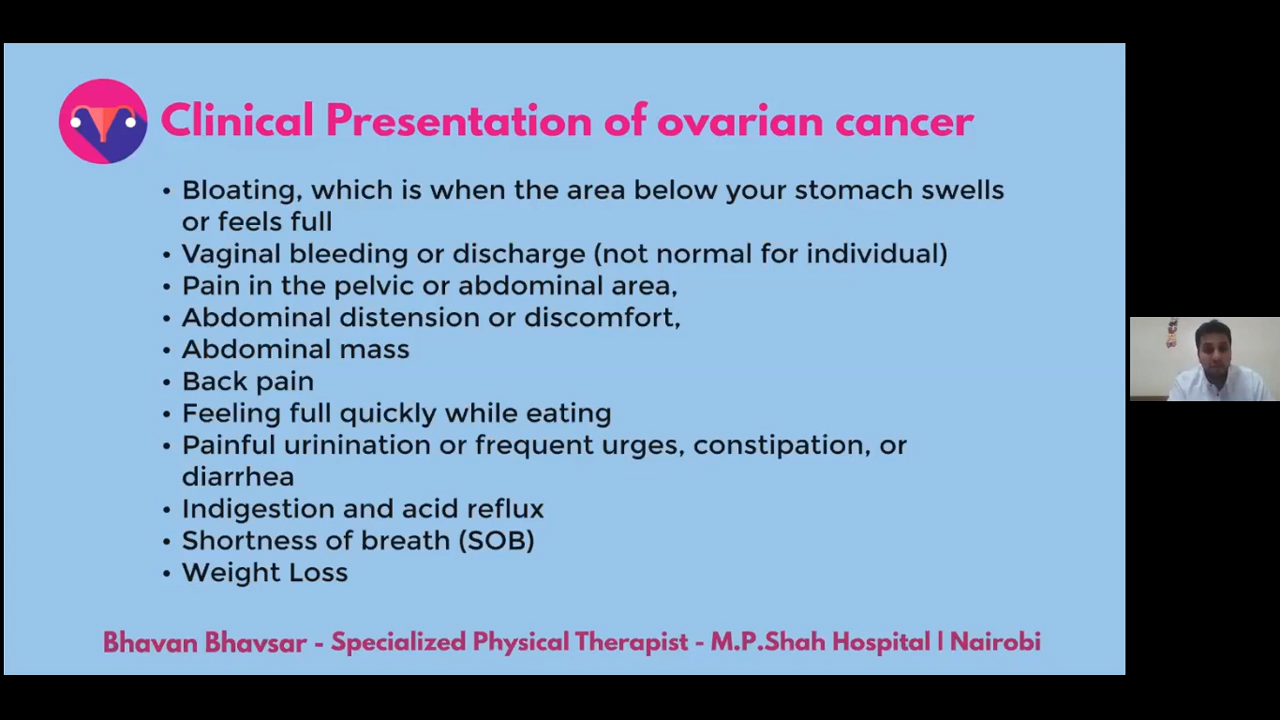 Clinical Presentation of ovarian cancer
• Bloating, which is when the area below your stomach swells
or feels full
• Vaginal bleeding or discharge (not normal for individual)
• Pain in the pelvic or abdominal area,
• Abdominal distension or discomfort,
• Abdominal mass
• Back pain
• Feeling full quickly while eating
• Painful urinination or frequent urges, constipation, or
diarrhea
• Indigestion and acid reflux
• Shortness of breath (SOB)
• Weight Loss
Bhavan Bhavsar - Specialized Physical Therapist - M.P.Shah Hospital | Nairobi